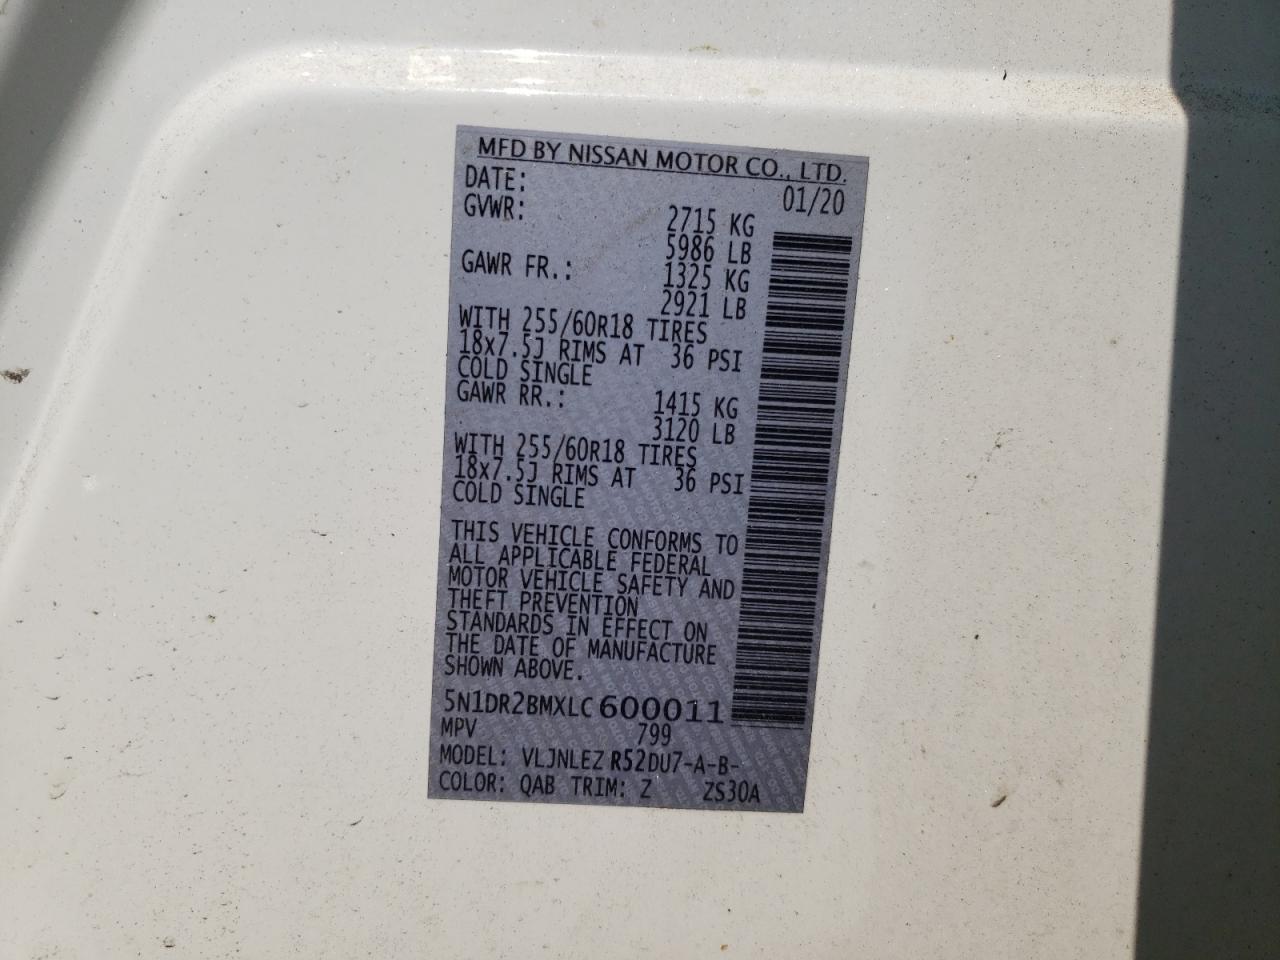 MFD BY NISSAN MOTOR CO., LTD.
DATE: 01/20
GVWR: 2715 KG
5986 LB
GAWR FR.: 1325 KG
2921 LB
WITH 255/60R18 TIRES
18x7.5J RIMS AT 36 PSI
COLD SINGLE
GAWR RR.: 1415 KG
3120 LB
WITH 255/60R18 TIRES
18x7.5J RIMS AT 36 PSI
COLD SINGLE
THIS VEHICLE CONFORMS TO
ALL APPLICABLE FEDERAL
MOTOR VEHICLE SAFETY AND
THEFT PREVENTION
STANDARDS IN EFFECT ON
THE DATE OF MANUFACTURE
SHOWN ABOVE.
5N1DR2BMXLC600011
MPV 799
MODEL: VLJNLEZ R52DU7-A-B-
COLOR: QAB TRIM: Z ZS30A